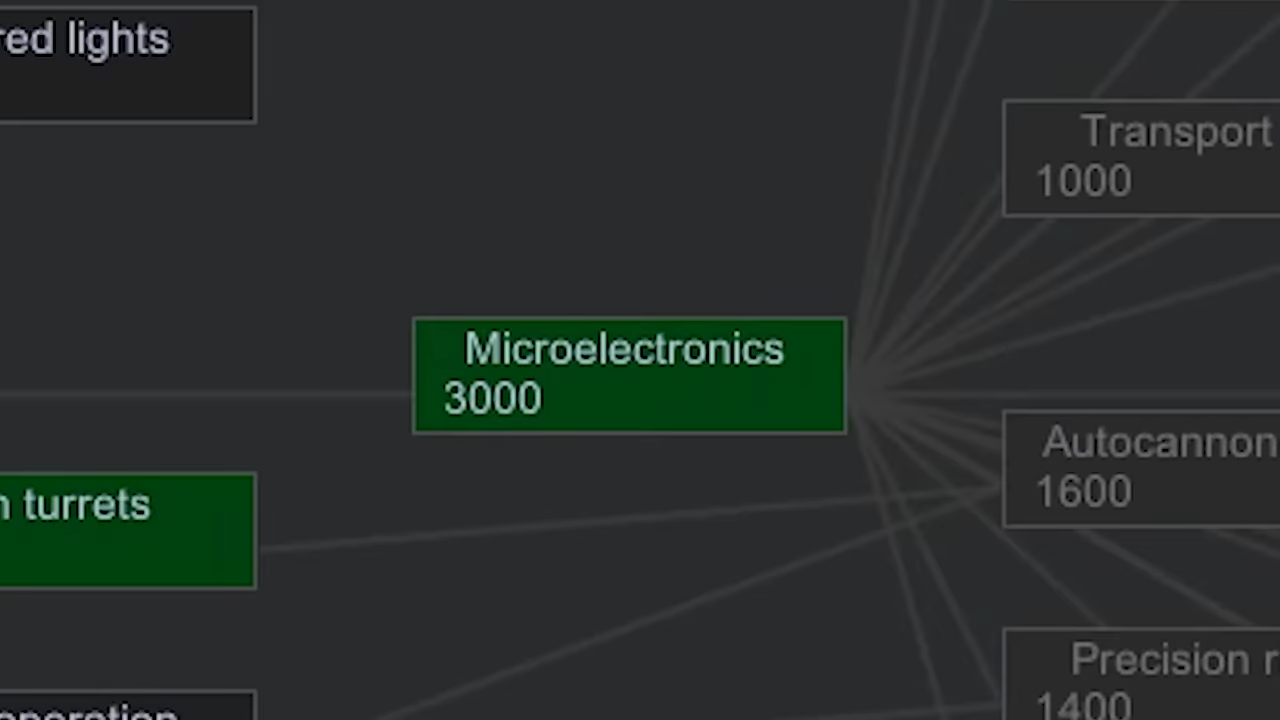 red lights
Transport
1000
Microelectronics
3000
Autocannon
1600
turrets
Precision
1400